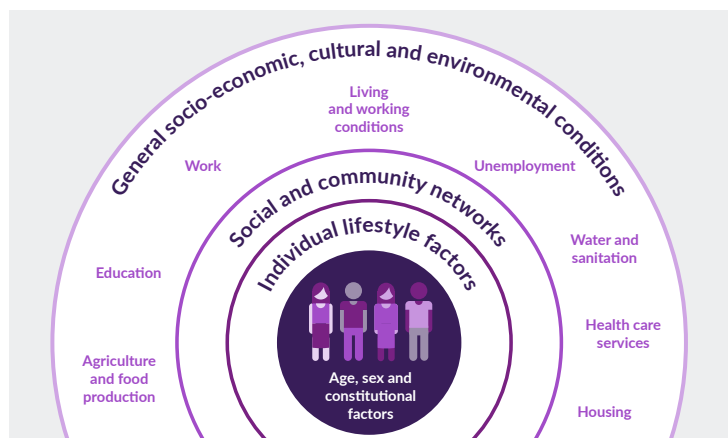 General socio-economic, cultural and environmental conditions
Living
and working
conditions
Work
Unemployment
Social and community networks
Individual lifestyle factors
Water and
sanitation
Education
Health care
services
Agriculture
and food
production
Age, sex and
constitutional
factors
Housing